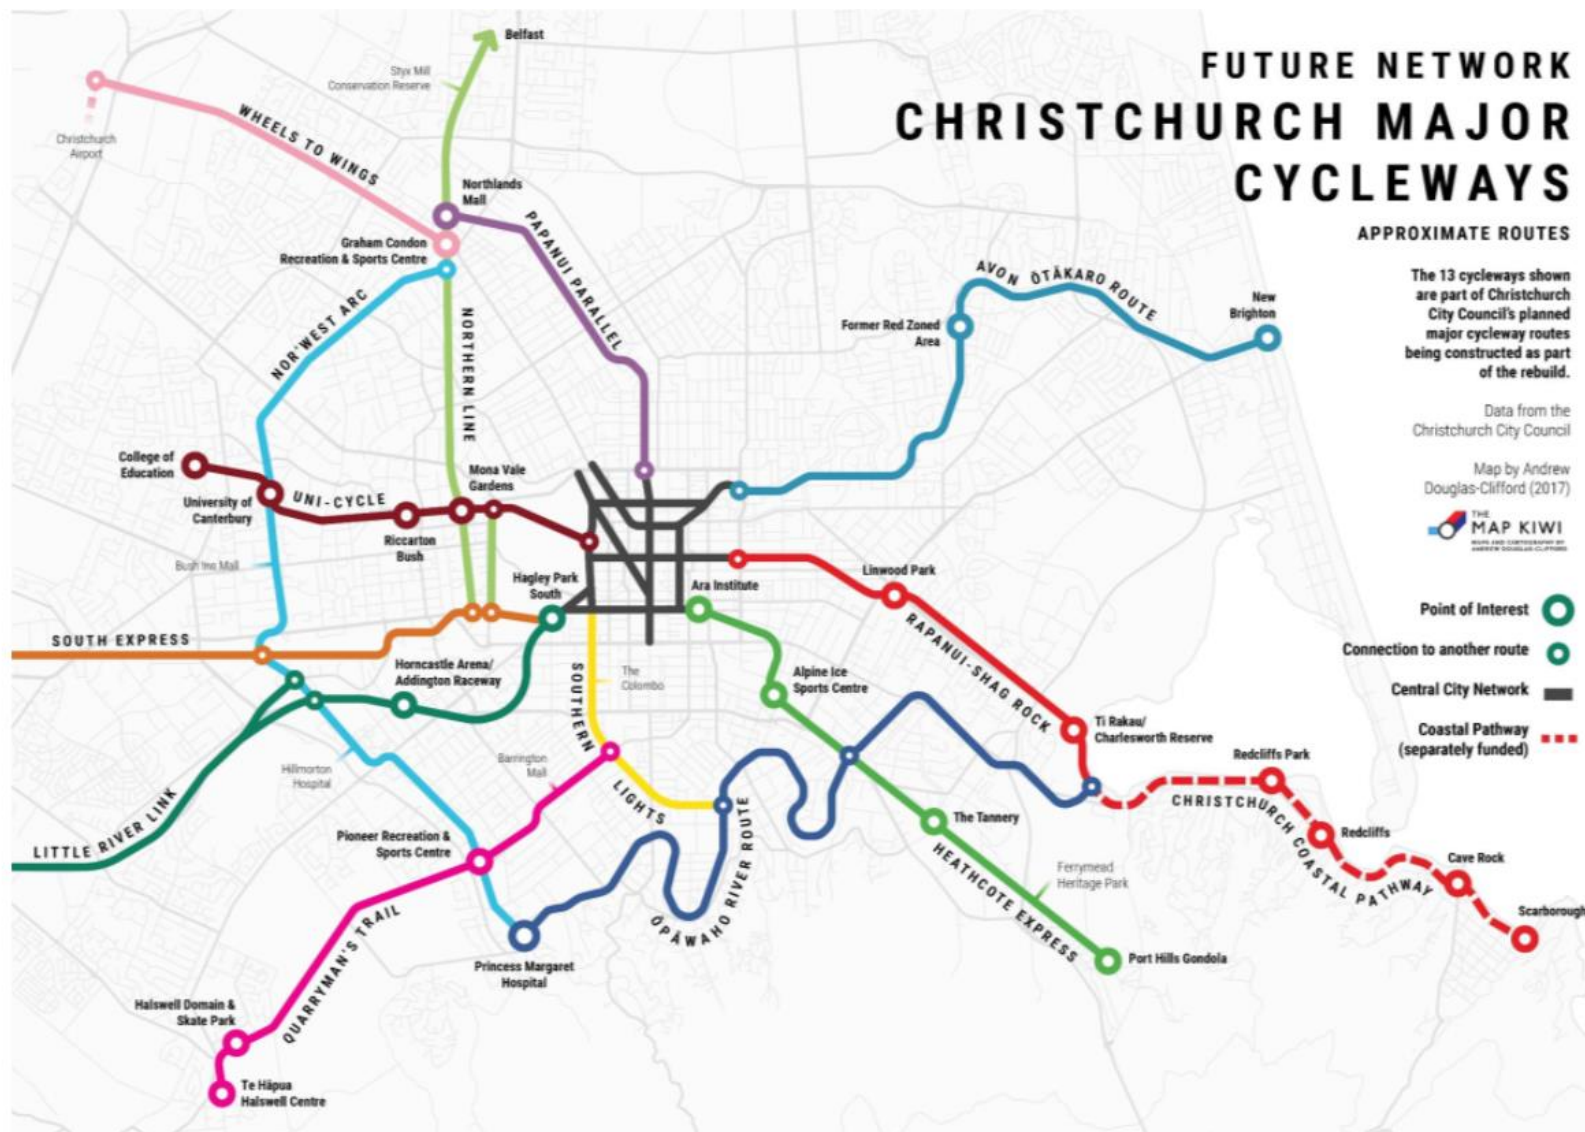 Belfast
Styx Mill
Conservation Reserve
FUTURE NETWORK
CHRISTCHURCH MAJOR
CYCLEWAYS
APPROXIMATE ROUTES
The 13 cycleways shown
are part of Christchurch
City Council's planned
major cycleway routes
being constructed as part
of the rebuild.
Data from the
Christchurch City Council
Map by Andrew
Douglas-Clifford (2017)
THE
MAP KIWI
MAPS AND CARTOGRAPHY BY
ANDREW DOUGLAS-CLIFFORD
Point of Interest
Connection to another route
Central City Network
Coastal Pathway
(separately funded)
Christchurch
Airport
WHEELS TO WINGS
Northlands
Mall
Graham Condon
Recreation & Sports Centre
PAPANUI PARALLEL
NOR'WEST ARC
NORTHERN LINE
AVON ŌTĀKARO ROUTE
Former Red Zoned
Area
New
Brighton
College of
Education
University of
Canterbury
UNI-CYCLE
Mona Vale
Gardens
Riccarton
Bush
Bush Inn Mall
Hagley Park
South
Ara Institute
Linwood Park
RAPANUI-SHAG ROCK
SOUTH EXPRESS
Horncastle Arena/
Addington Raceway
SOUTHERN
LIGHTS
The
Colombo
Alpine Ice
Sports Centre
Ti Rakau/
Charlesworth Reserve
Redcliffs Park
CHRISTCHURCH COASTAL PATHWAY
Redcliffs
Cave Rock
Scarborough
Hillmorton
Hospital
Barrington
Mall
LITTLE RIVER LINK
Pioneer Recreation &
Sports Centre
ŌPĀWAHO RIVER ROUTE
The Tannery
Ferrymead
Heritage Park
HEATHCOTE EXPRESS
Port Hills Gondola
Princess Margaret
Hospital
QUARRYMAN'S TRAIL
Halswell Domain &
Skate Park
Te Hāpua
Halswell Centre